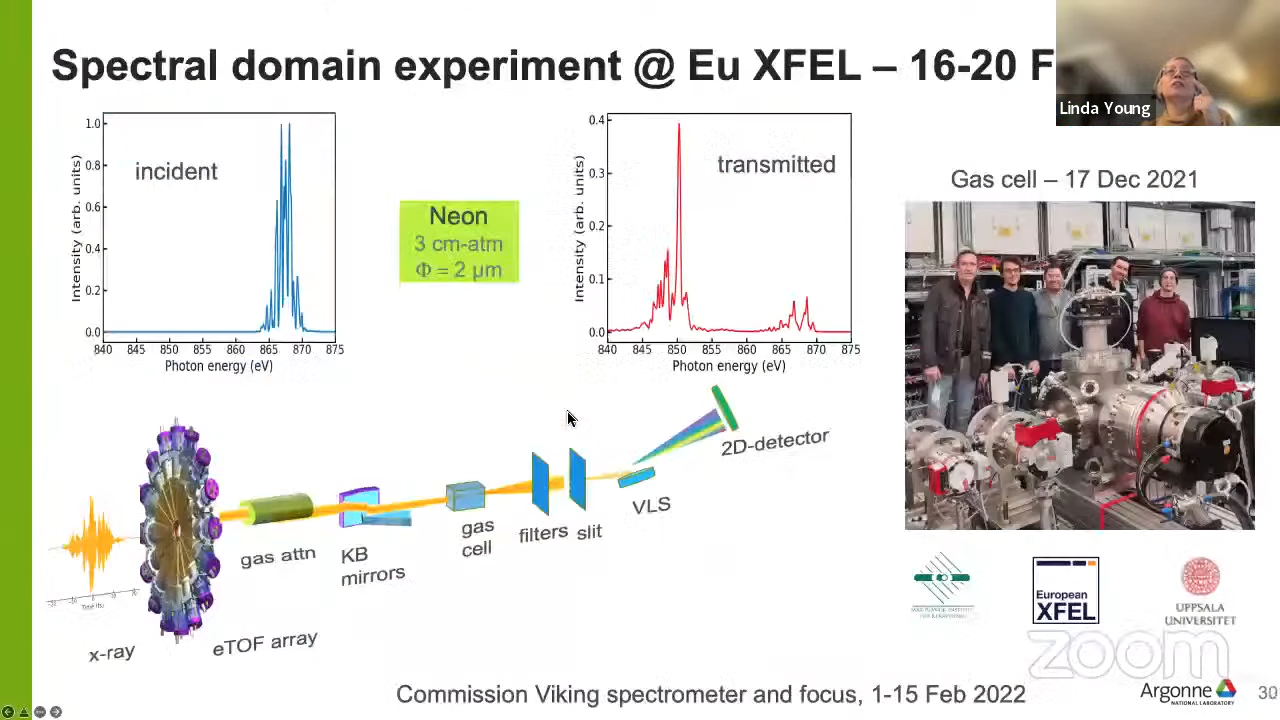 Spectral domain experiment @ Eu XFEL – 16-20 F
Linda Young
1.0
0.8
0.6
0.4
0.2
0.0
Intensity (arb. units)
incident
840 845 850 855 860 865 870 875
Photon energy (eV)
Neon
3 cm-atm
Φ = 2 μm
0.4
0.3
0.2
0.1
0.0
Intensity (arb. units)
transmitted
840 845 850 855 860 865 870 875
Photon energy (eV)
Gas cell – 17 Dec 2021
2D-detector
VLS
slit
filters
gas
cell
KB
mirrors
gas attn
eTOF array
x-ray
Time (fs)
European
XFEL
UPPSALA
UNIVERSITET
zoom
Commission Viking spectrometer and focus, 1-15 Feb 2022
Argonne
NATIONAL LABORATORY
30